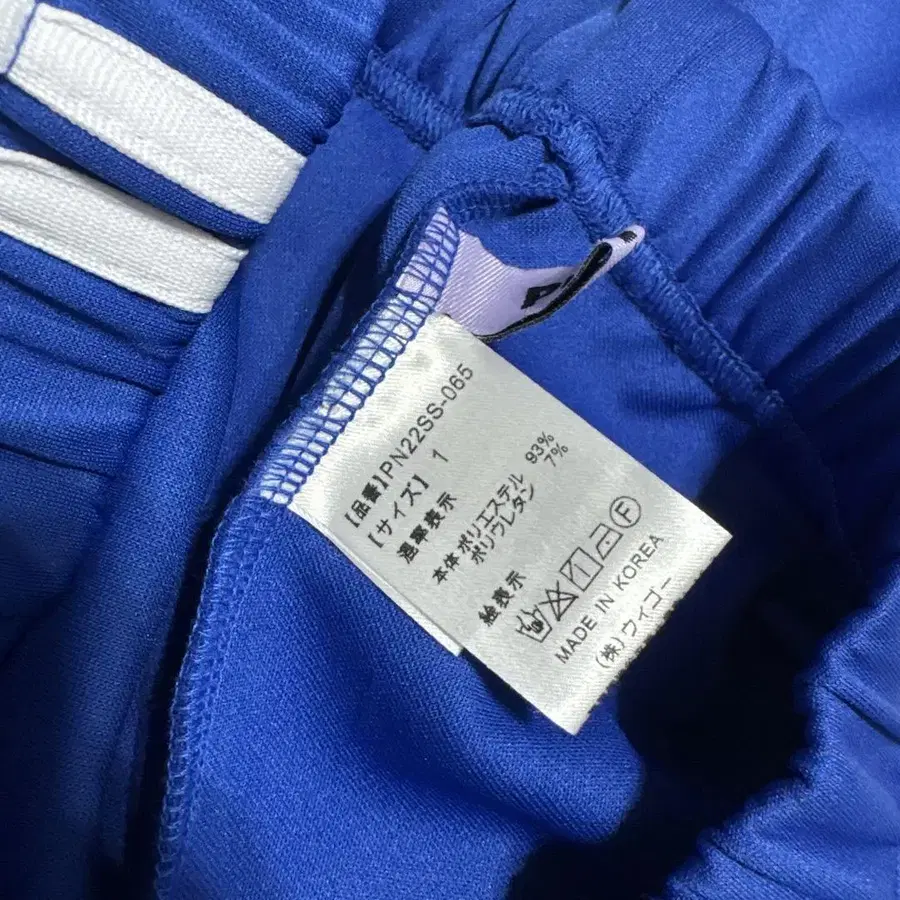 【品番】PN22SS-065
【サイズ】 1
混率表示
本体 ポリエステル 93%
ポリウレタン 7%
絵表示
F
MADE IN KOREA
(株) ウィゴー